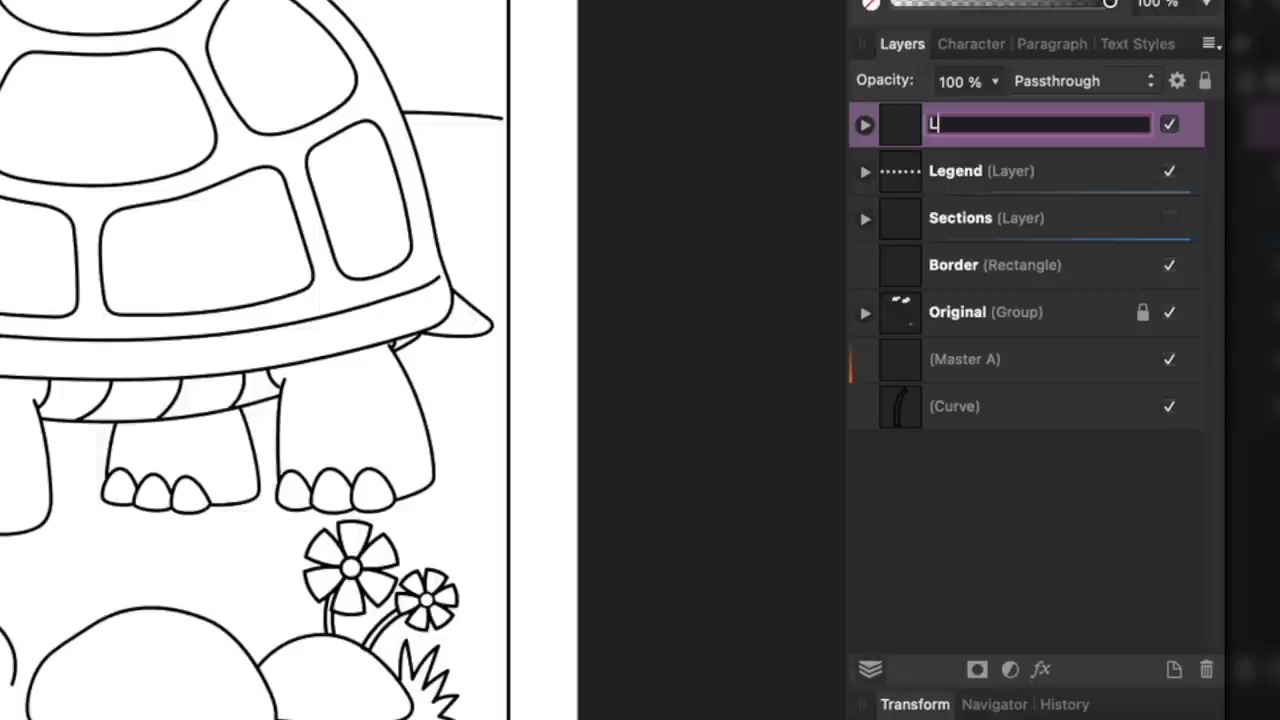 100 %
Layers Character Paragraph Text Styles
Opacity: 100 % Passthrough
L
Legend (Layer)
Sections (Layer)
Border (Rectangle)
Original (Group)
(Master A)
(Curve)
fx
Transform Navigator History